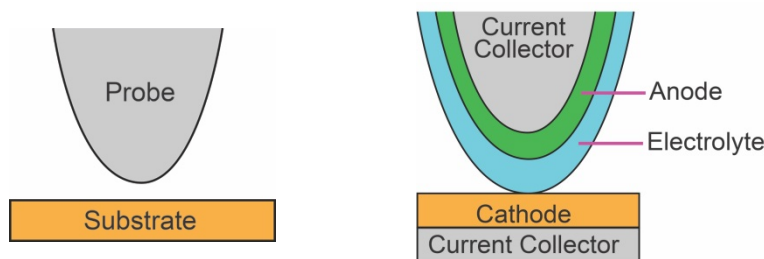 Probe
Substrate
Current
Collector
Anode
Electrolyte
Cathode
Current Collector